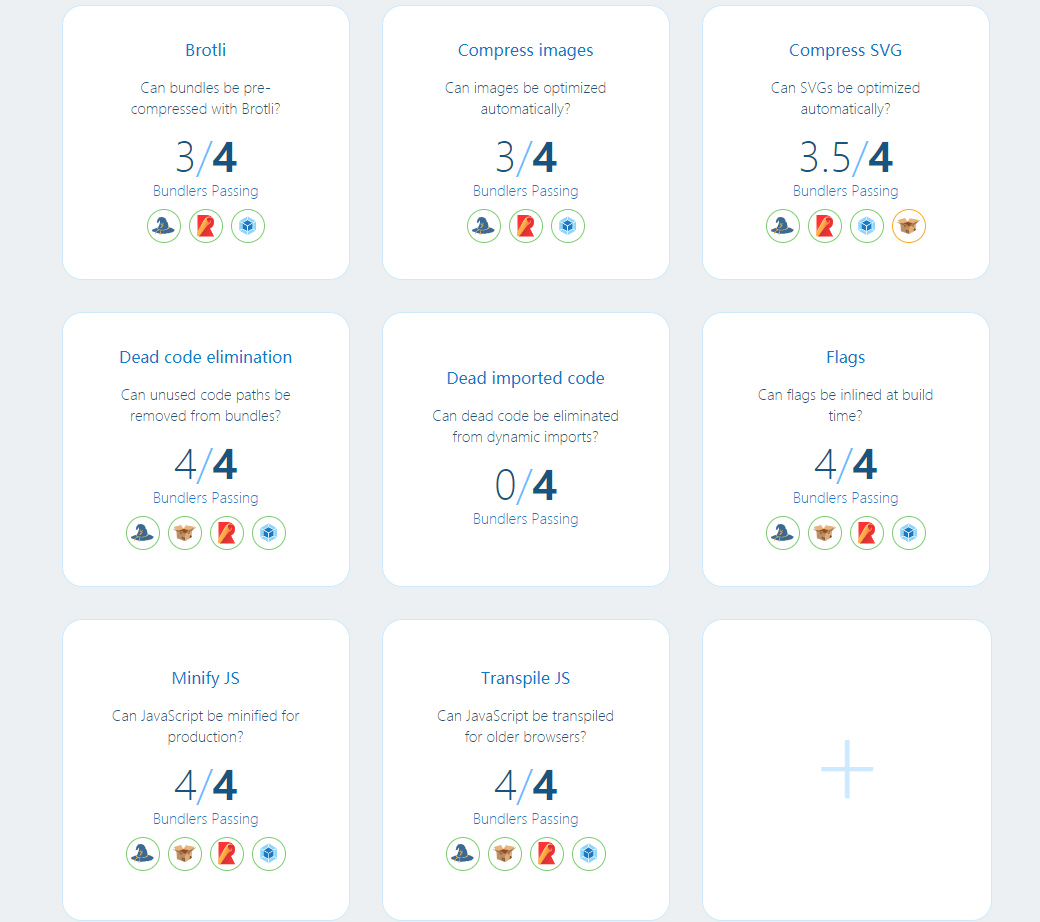 Brotli
Can bundles be pre-
compressed with Brotli?
3/4
Bundlers Passing
Compress images
Can images be optimized
automatically?
3/4
Bundlers Passing
Compress SVG
Can SVGs be optimized
automatically?
3.5/4
Bundlers Passing
Dead code elimination
Can unused code paths be
removed from bundles?
4/4
Bundlers Passing
Dead imported code
Can dead code be eliminated
from dynamic imports?
0/4
Bundlers Passing
Flags
Can flags be inlined at build
time?
4/4
Bundlers Passing
Minify JS
Can JavaScript be minified for
production?
4/4
Bundlers Passing
Transpile JS
Can JavaScript be transpiled
for older browsers?
4/4
Bundlers Passing